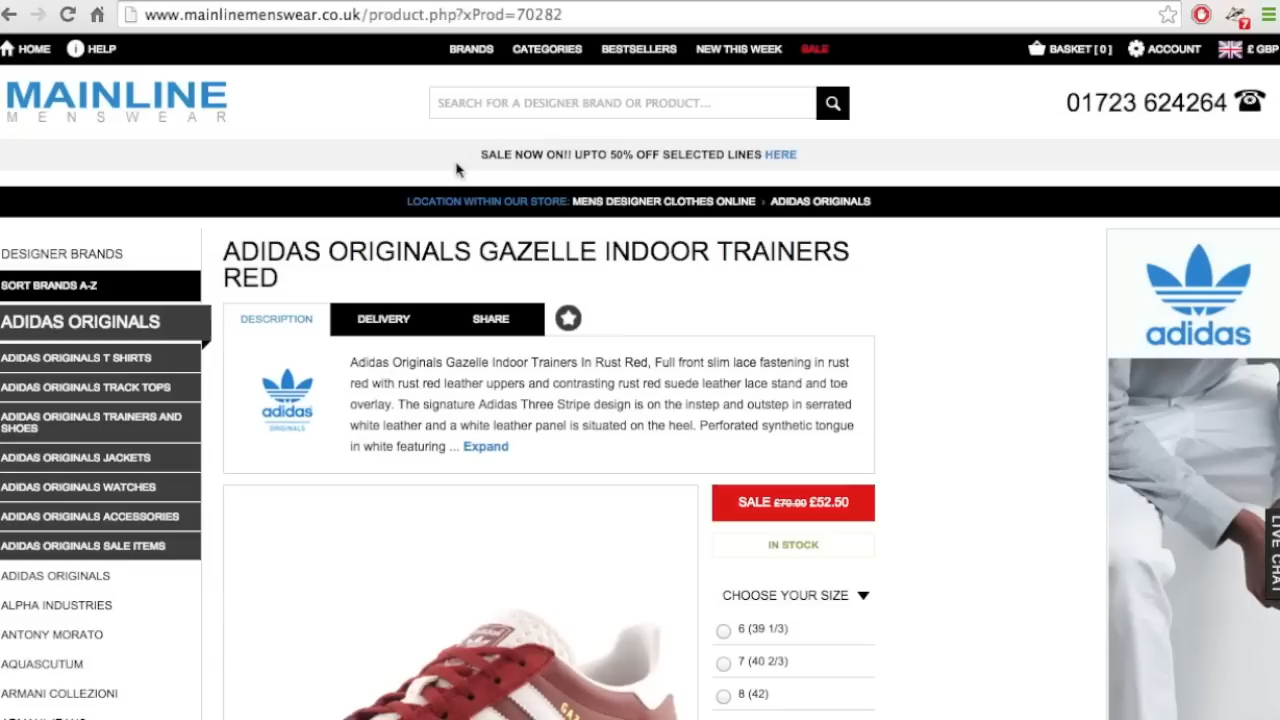 www.mainlinemenswear.co.uk/product.php?xProd=70282
7
HOME
HELP
BRANDS
CATEGORIES
BESTSELLERS
NEW THIS WEEK
SALE
BASKET [ 0 ]
ACCOUNT
£ GBP
MAINLINE
MENSWEAR
SEARCH FOR A DESIGNER BRAND OR PRODUCT...
01723 624264
SALE NOW ON!! UPTO 50% OFF SELECTED LINES HERE
LOCATION WITHIN OUR STORE: MENS DESIGNER CLOTHES ONLINE › ADIDAS ORIGINALS
DESIGNER BRANDS
SORT BRANDS A-Z
ADIDAS ORIGINALS
ADIDAS ORIGINALS T SHIRTS
ADIDAS ORIGINALS TRACK TOPS
ADIDAS ORIGINALS TRAINERS AND
SHOES
ADIDAS ORIGINALS JACKETS
ADIDAS ORIGINALS WATCHES
ADIDAS ORIGINALS ACCESSORIES
ADIDAS ORIGINALS SALE ITEMS
ADIDAS ORIGINALS
ALPHA INDUSTRIES
ANTONY MORATO
AQUASCUTUM
ARMANI COLLEZIONI
ADIDAS ORIGINALS GAZELLE INDOOR TRAINERS
RED
DESCRIPTION
DELIVERY
SHARE
adidas
ORIGINALS
Adidas Originals Gazelle Indoor Trainers In Rust Red, Full front slim lace fastening in rust
red with rust red leather uppers and contrasting rust red suede leather lace stand and toe
overlay. The signature Adidas Three Stripe design is on the instep and outstep in serrated
white leather and a white leather panel is situated on the heel. Perforated synthetic tongue
in white featuring ... Expand
SALE £70.00 £52.50
IN STOCK
CHOOSE YOUR SIZE
6 (39 1/3)
7 (40 2/3)
8 (42)
adidas
LIVE CHAT